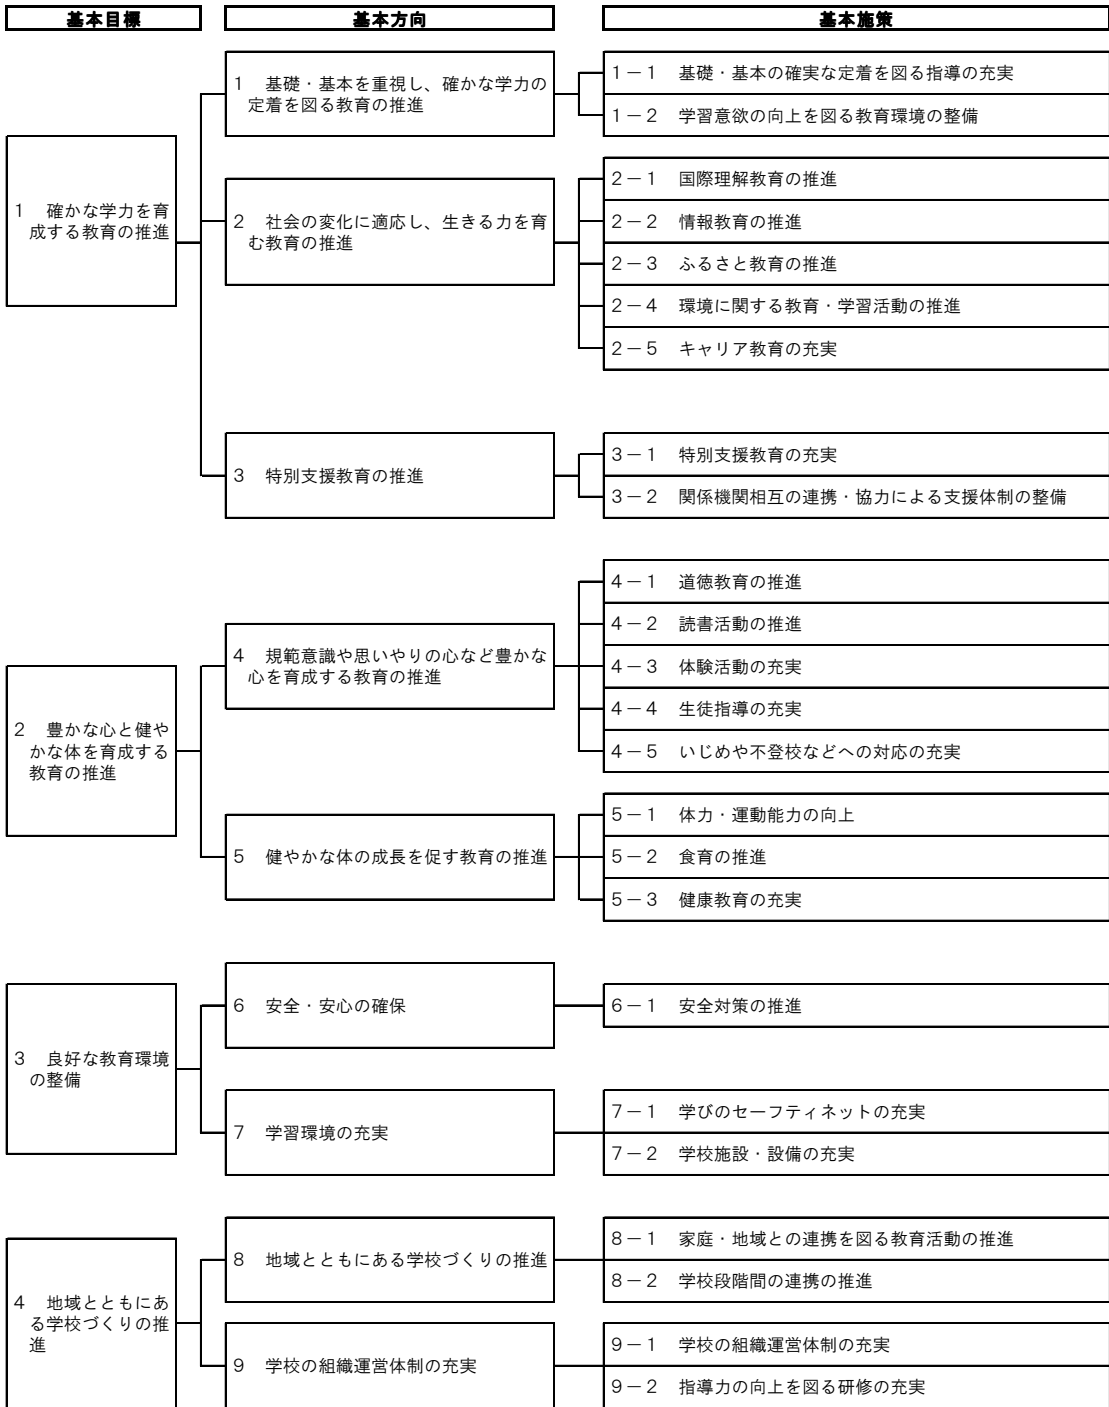 基本目標
基本方向
基本施策
1　確かな学力を育
成する教育の推進
1　基礎・基本を重視し、確かな学力の
定着を図る教育の推進
1－1　基礎・基本の確実な定着を図る指導の充実
1－2　学習意欲の向上を図る教育環境の整備
2　社会の変化に適応し、生きる力を育
む教育の推進
2－1　国際理解教育の推進
2－2　情報教育の推進
2－3　ふるさと教育の推進
2－4　環境に関する教育・学習活動の推進
2－5　キャリア教育の充実
3　特別支援教育の推進
3－1　特別支援教育の充実
3－2　関係機関相互の連携・協力による支援体制の整備
2　豊かな心と健や
かな体を育成する
教育の推進
4　規範意識や思いやりの心など豊かな
心を育成する教育の推進
4－1　道徳教育の推進
4－2　読書活動の推進
4－3　体験活動の充実
4－4　生徒指導の充実
4－5　いじめや不登校などへの対応の充実
5　健やかな体の成長を促す教育の推進
5－1　体力・運動能力の向上
5－2　食育の推進
5－3　健康教育の充実
3　良好な教育環境
の整備
6　安全・安心の確保
6－1　安全対策の推進
7　学習環境の充実
7－1　学びのセーフティネットの充実
7－2　学校施設・設備の充実
4　地域とともにあ
る学校づくりの推
進
8　地域とともにある学校づくりの推進
8－1　家庭・地域との連携を図る教育活動の推進
8－2　学校段階間の連携の推進
9　学校の組織運営体制の充実
9－1　学校の組織運営体制の充実
9－2　指導力の向上を図る研修の充実